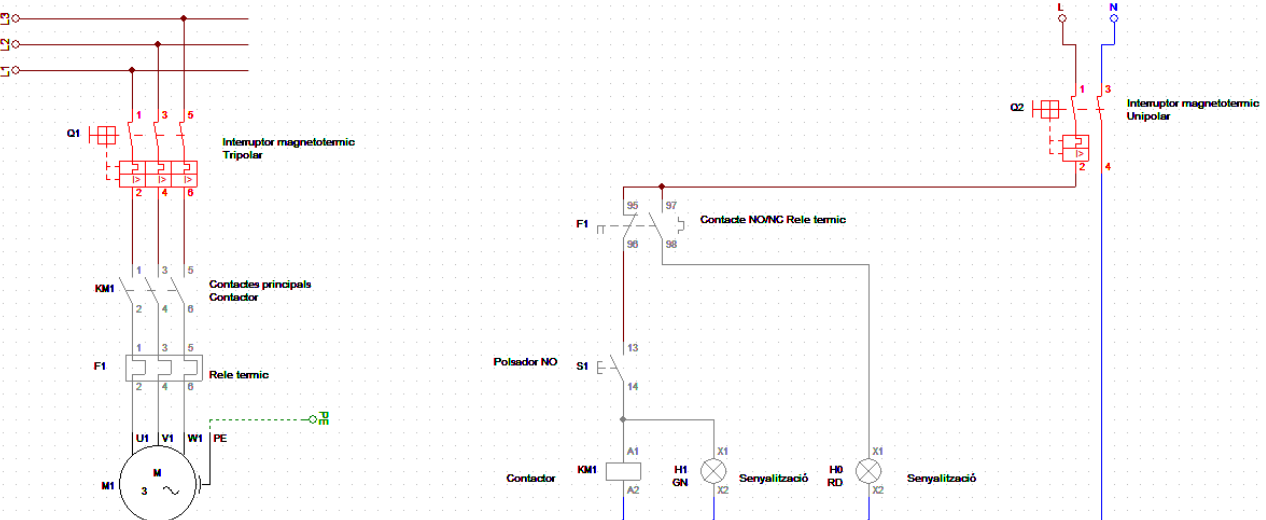 L3
L2
L1
L
N
1
3
5
Q1
Interruptor magnetotermic
Tripolar
I>
I>
I>
2
4
6
1
3
Q2
Interruptor magnetotermic
Unipolar
I>
2
4
95
97
F1
Contacte NO/NC Rele termic
96
98
1
3
5
KM1
Contactes principals
Contactor
2
4
6
1
3
5
F1
Rele termic
2
4
6
13
Polsador NO
S1
14
PE
U1
V1
W1
PE
M
3
M1
A1
X1
X1
Contactor
KM1
H1
GN
Senyalització
H0
RD
Senyalització
A2
X2
X2